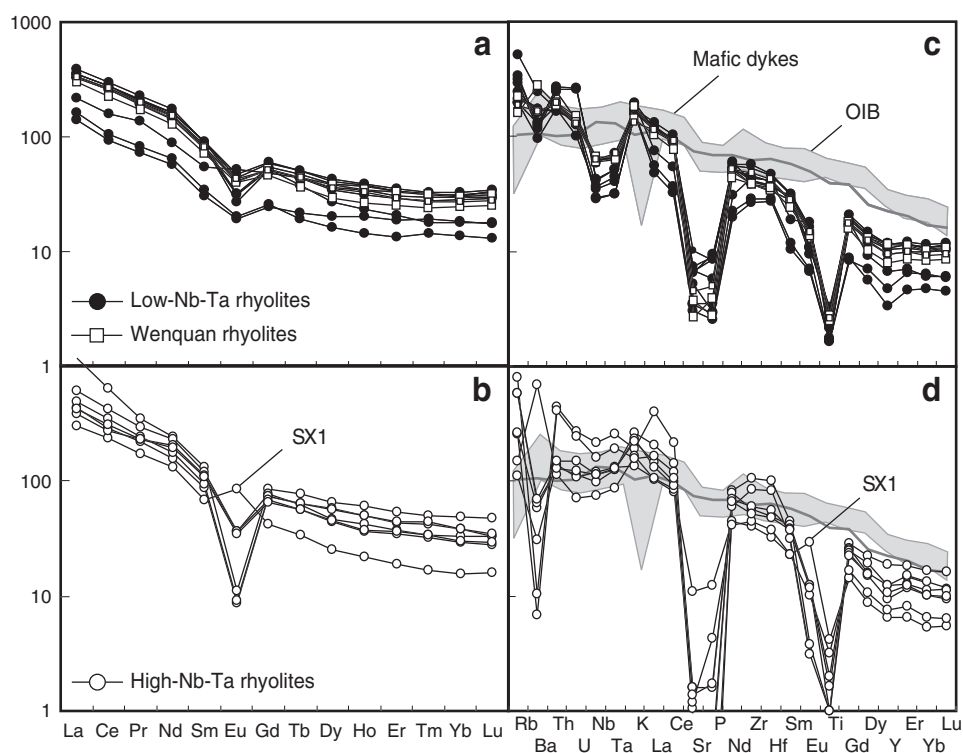 1000
a
c
Mafic dykes
OIB
100
10
Low-Nb-Ta rhyolites
Wenquan rhyolites
1
b
d
SX1
SX1
100
10
High-Nb-Ta rhyolites
1
La Ce Pr Nd Sm Eu Gd Tb Dy Ho Er Tm Yb Lu
Rb Th Nb K Ce P Zr Sm Ti Dy Er Lu
Ba U Ta La Sr Nd Hf Eu Gd Y Yb